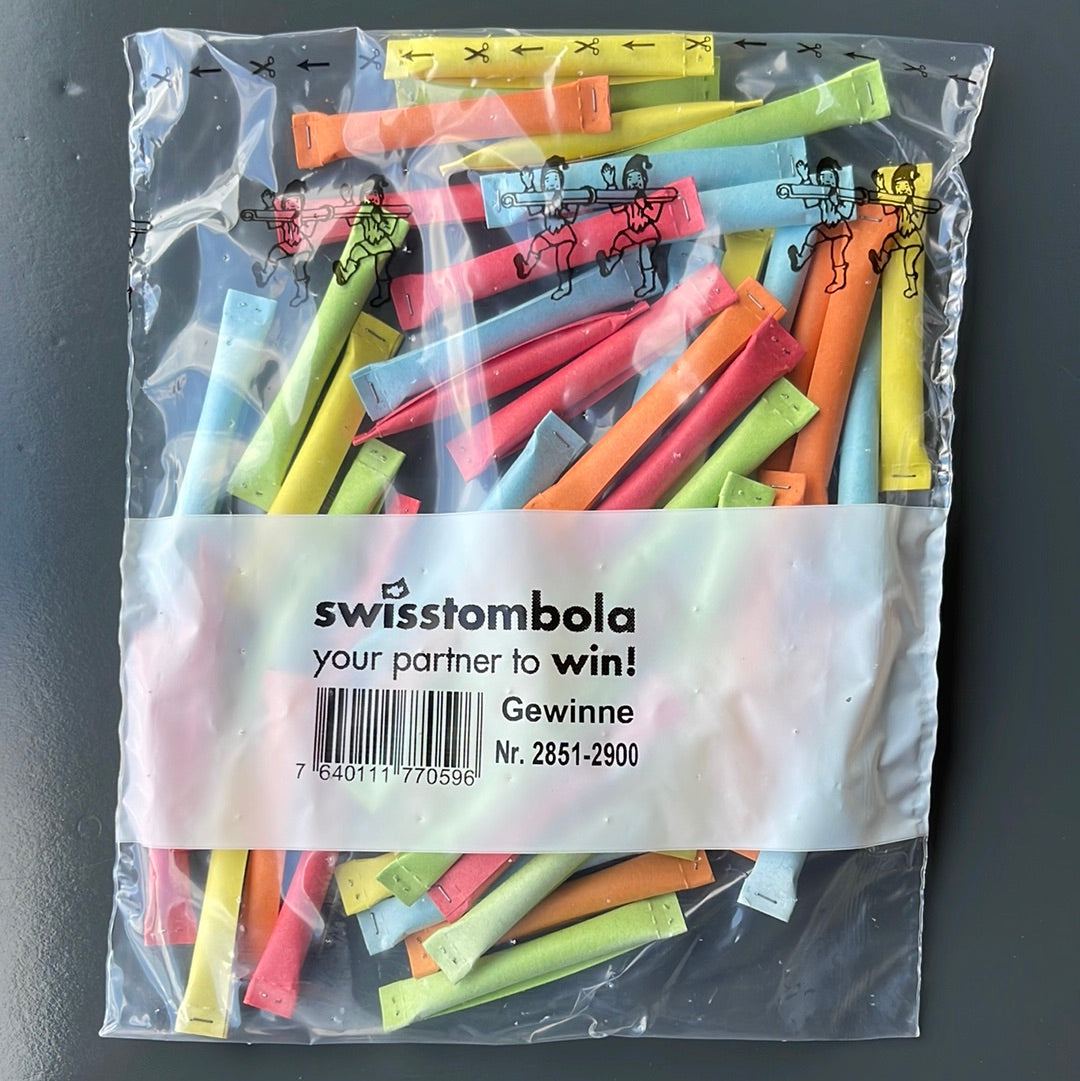 swisstombola
your partner to win!
Gewinne
Nr. 2851-2900
7 640111 770596